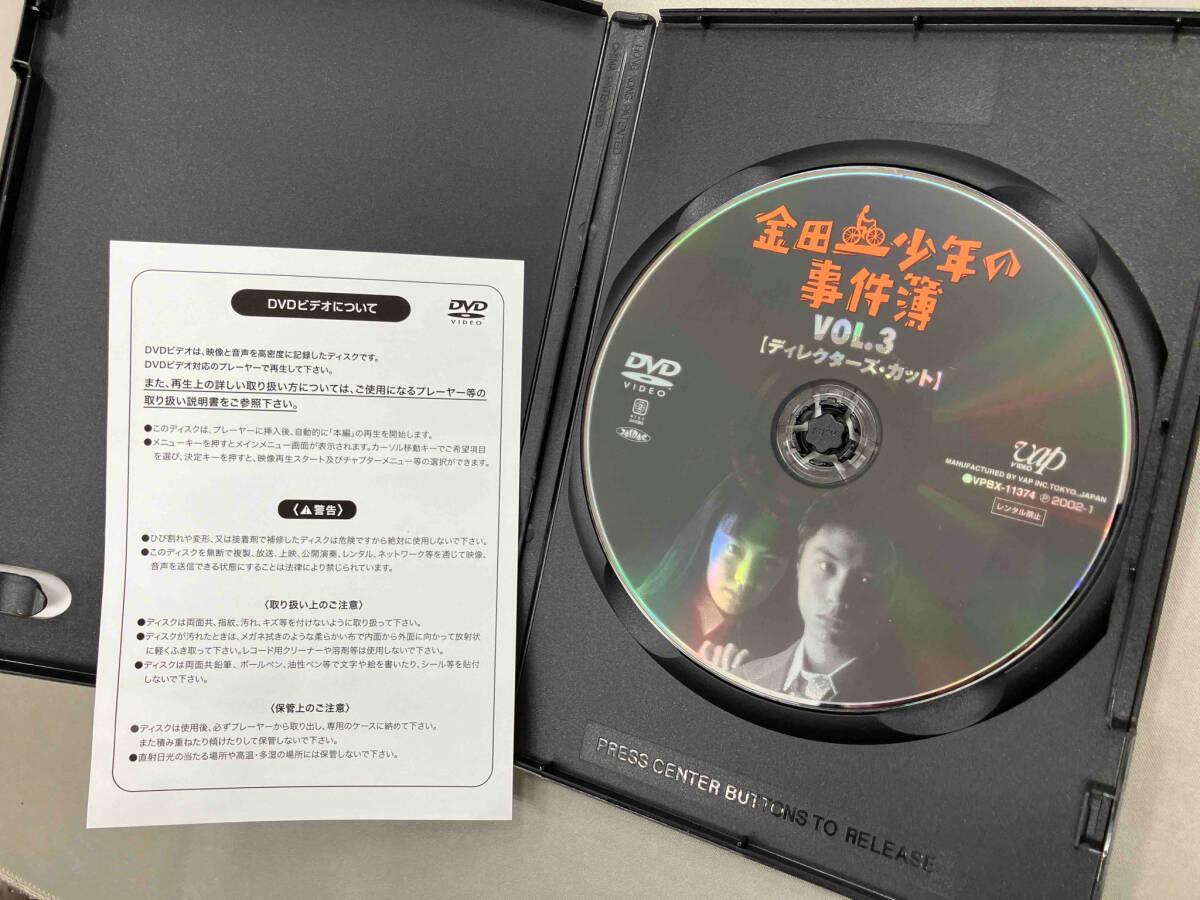 DVDビデオについて
DVD
VIDEO
DVDビデオは、映像と音声を高密度に記録したディスクです。
DVDビデオ対応のプレーヤーで再生して下さい。
また、再生上の詳しい取り扱い方については、ご使用になるプレーヤー等の
取り扱い説明書をご参照下さい。
●このディスクは、プレーヤーに挿入後、自動的に「本編」の再生を開始します。
●メニューキーを押すとメインメニュー画面が表示されます。カーソル移動キーでご希望項目
を選び、決定キーを押すと、映像再生スタート及びチャプターメニュー等の選択ができます。
〈⚠警告〉
●ひび割れや変形、又は接着剤で補修したディスクは危険ですから絶対に使用しないで下さい。
●このディスクを無断で複製、放送、上映、公開演奏、レンタル、ネットワーク等を通じて映像、
音声を送信できる状態にすることは法律により禁じられています。
〈取り扱い上のご注意〉
●ディスクは両面共、指紋、汚れ、キズ等を付けないように取り扱って下さい。
●ディスクが汚れたときは、メガネ拭きのような柔らかい布で内面から外面に向かって放射状
に軽くふき取って下さい。レコード用クリーナーや溶剤等は使用しないで下さい。
●ディスクは両面共鉛筆、ボールペン、油性ペン等で文字や絵を書いたり、シール等を貼付
しないで下さい。
〈保管上のご注意〉
●ディスクは使用後、必ずプレーヤーから取り出し、専用のケースに納めて下さい。
また積み重ねたり傾けたりして保管しないで下さい。
●直射日光の当たる場所や高温・多湿の場所には保管しないで下さい。
CHINA PATENTED
HONG KONG PATENTED
金田一少年の
事件簿
VOL.3
[ディレクターズ・カット]
DVD
VIDEO
vap
VIDEO
MANUFACTURED BY VAP INC.TOKYO.,JAPAN
●VPBX-11374 Ⓟ2002-1
レンタル禁止
PRESS CENTER BUTTONS TO RELEASE